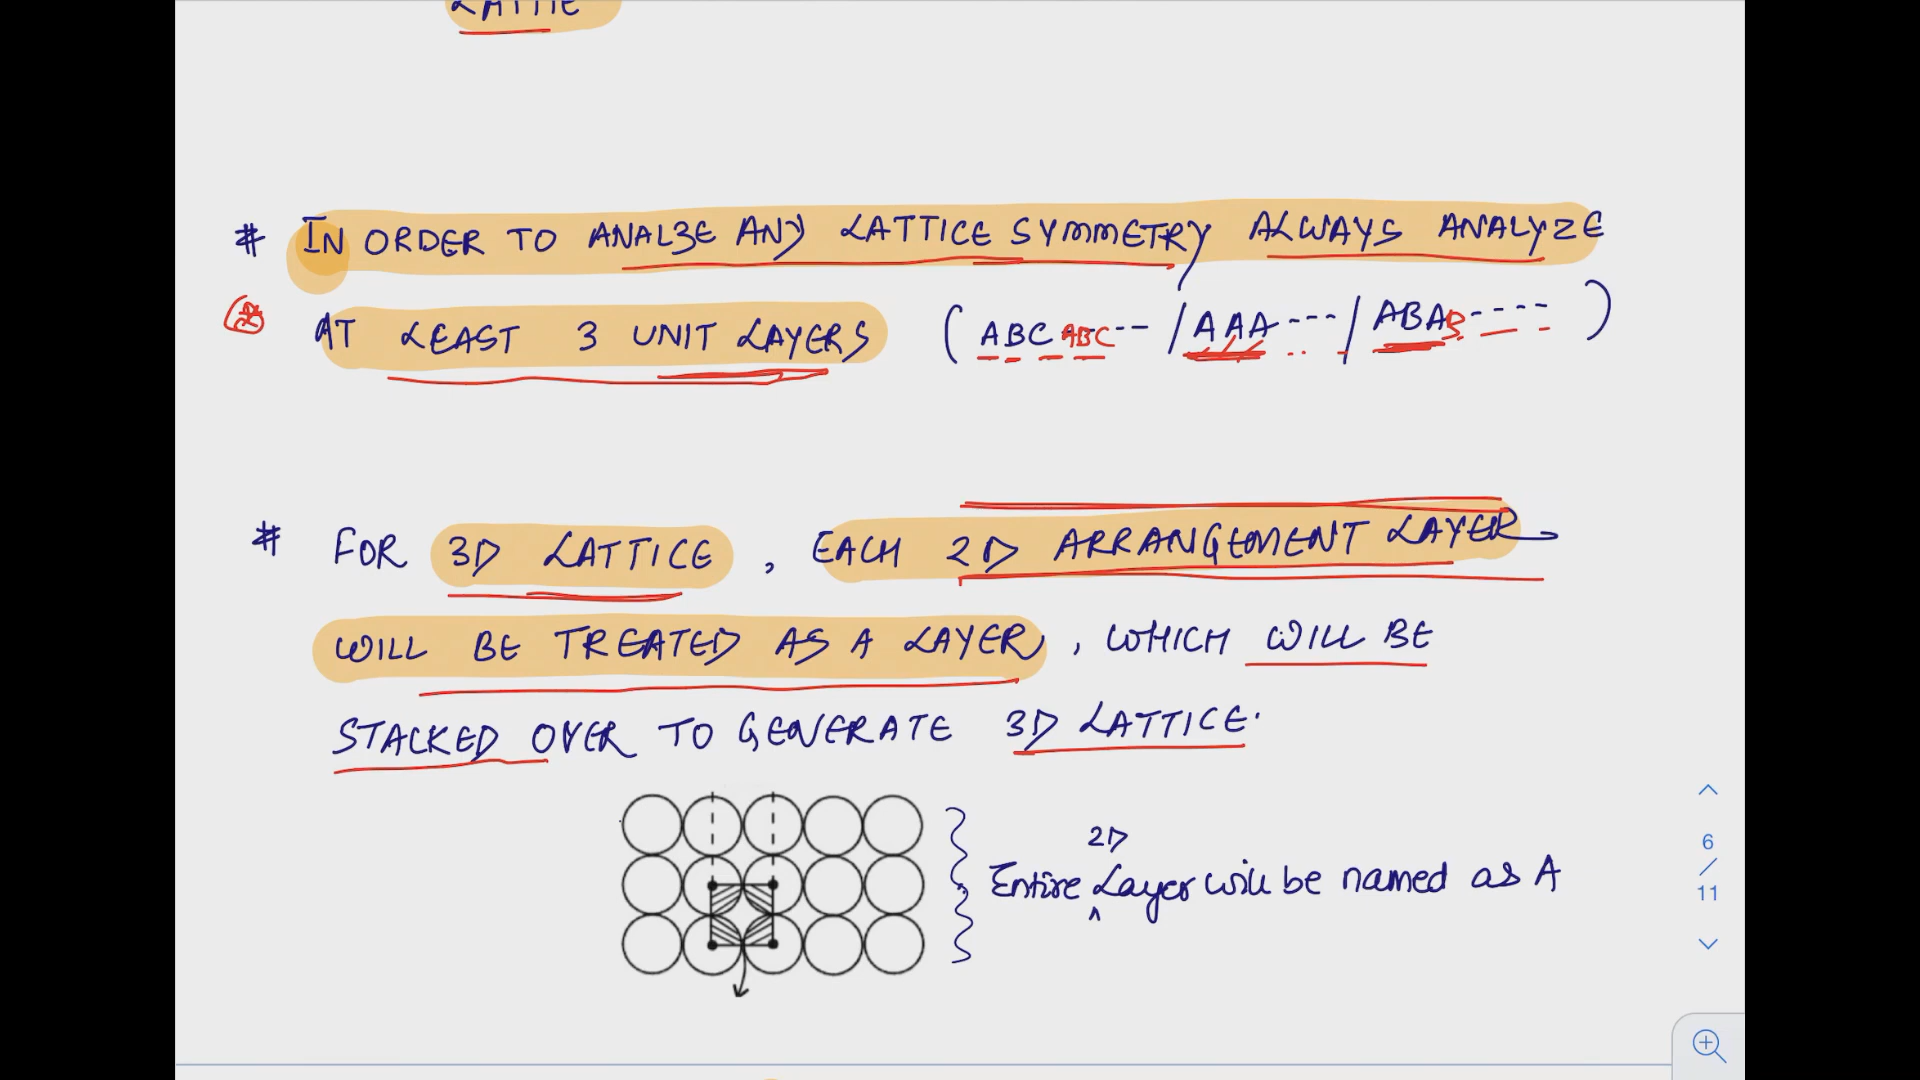 LATTIE
# IN ORDER TO ANALZE ANY LATTICE SYMMETRY ALWAYS ANALYZE
AT LEAST 3 UNIT LAYERS (ABC ABC -- / AAA --- / ABAB ---- )
# FOR 3D LATTICE , EACH 2D ARRANGEMENT LAYER
WILL BE TREATED AS A LAYER , WHICH WILL BE
STACKED OVER TO GENERATE 3D LATTICE.
2D
Entire ^ Layer will be named as A
6
/
11